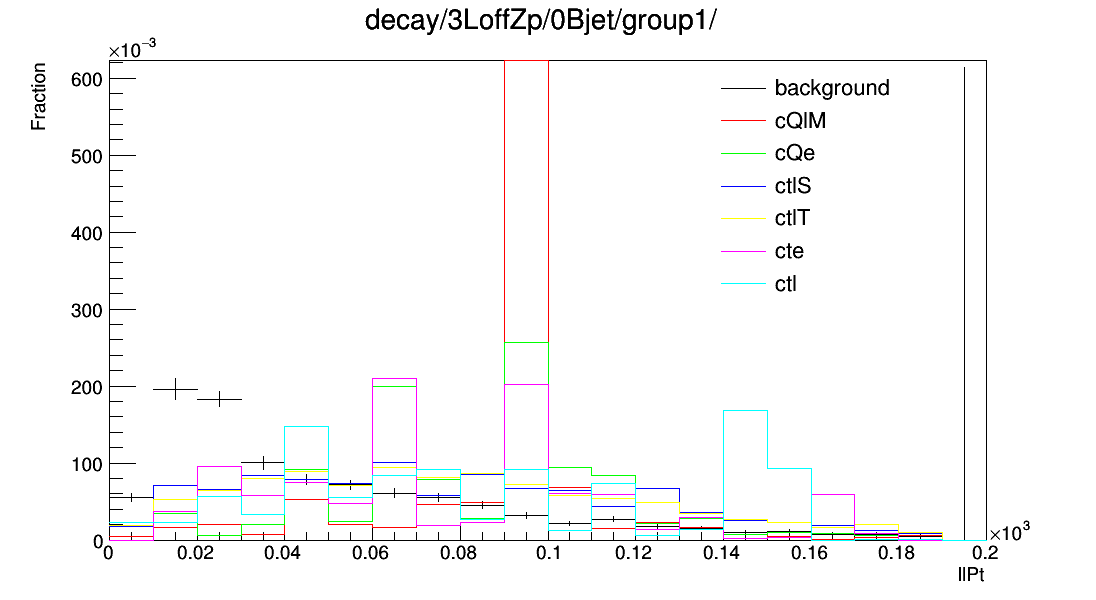 decay/3LoffZp/0Bjet/group1/
×10⁻³
Fraction
600
500
400
300
200
100
0
background
cQlM
cQe
ctlS
ctlT
cte
ctl
0 0.02 0.04 0.06 0.08 0.1 0.12 0.14 0.16 0.18 0.2
×10³
llPt